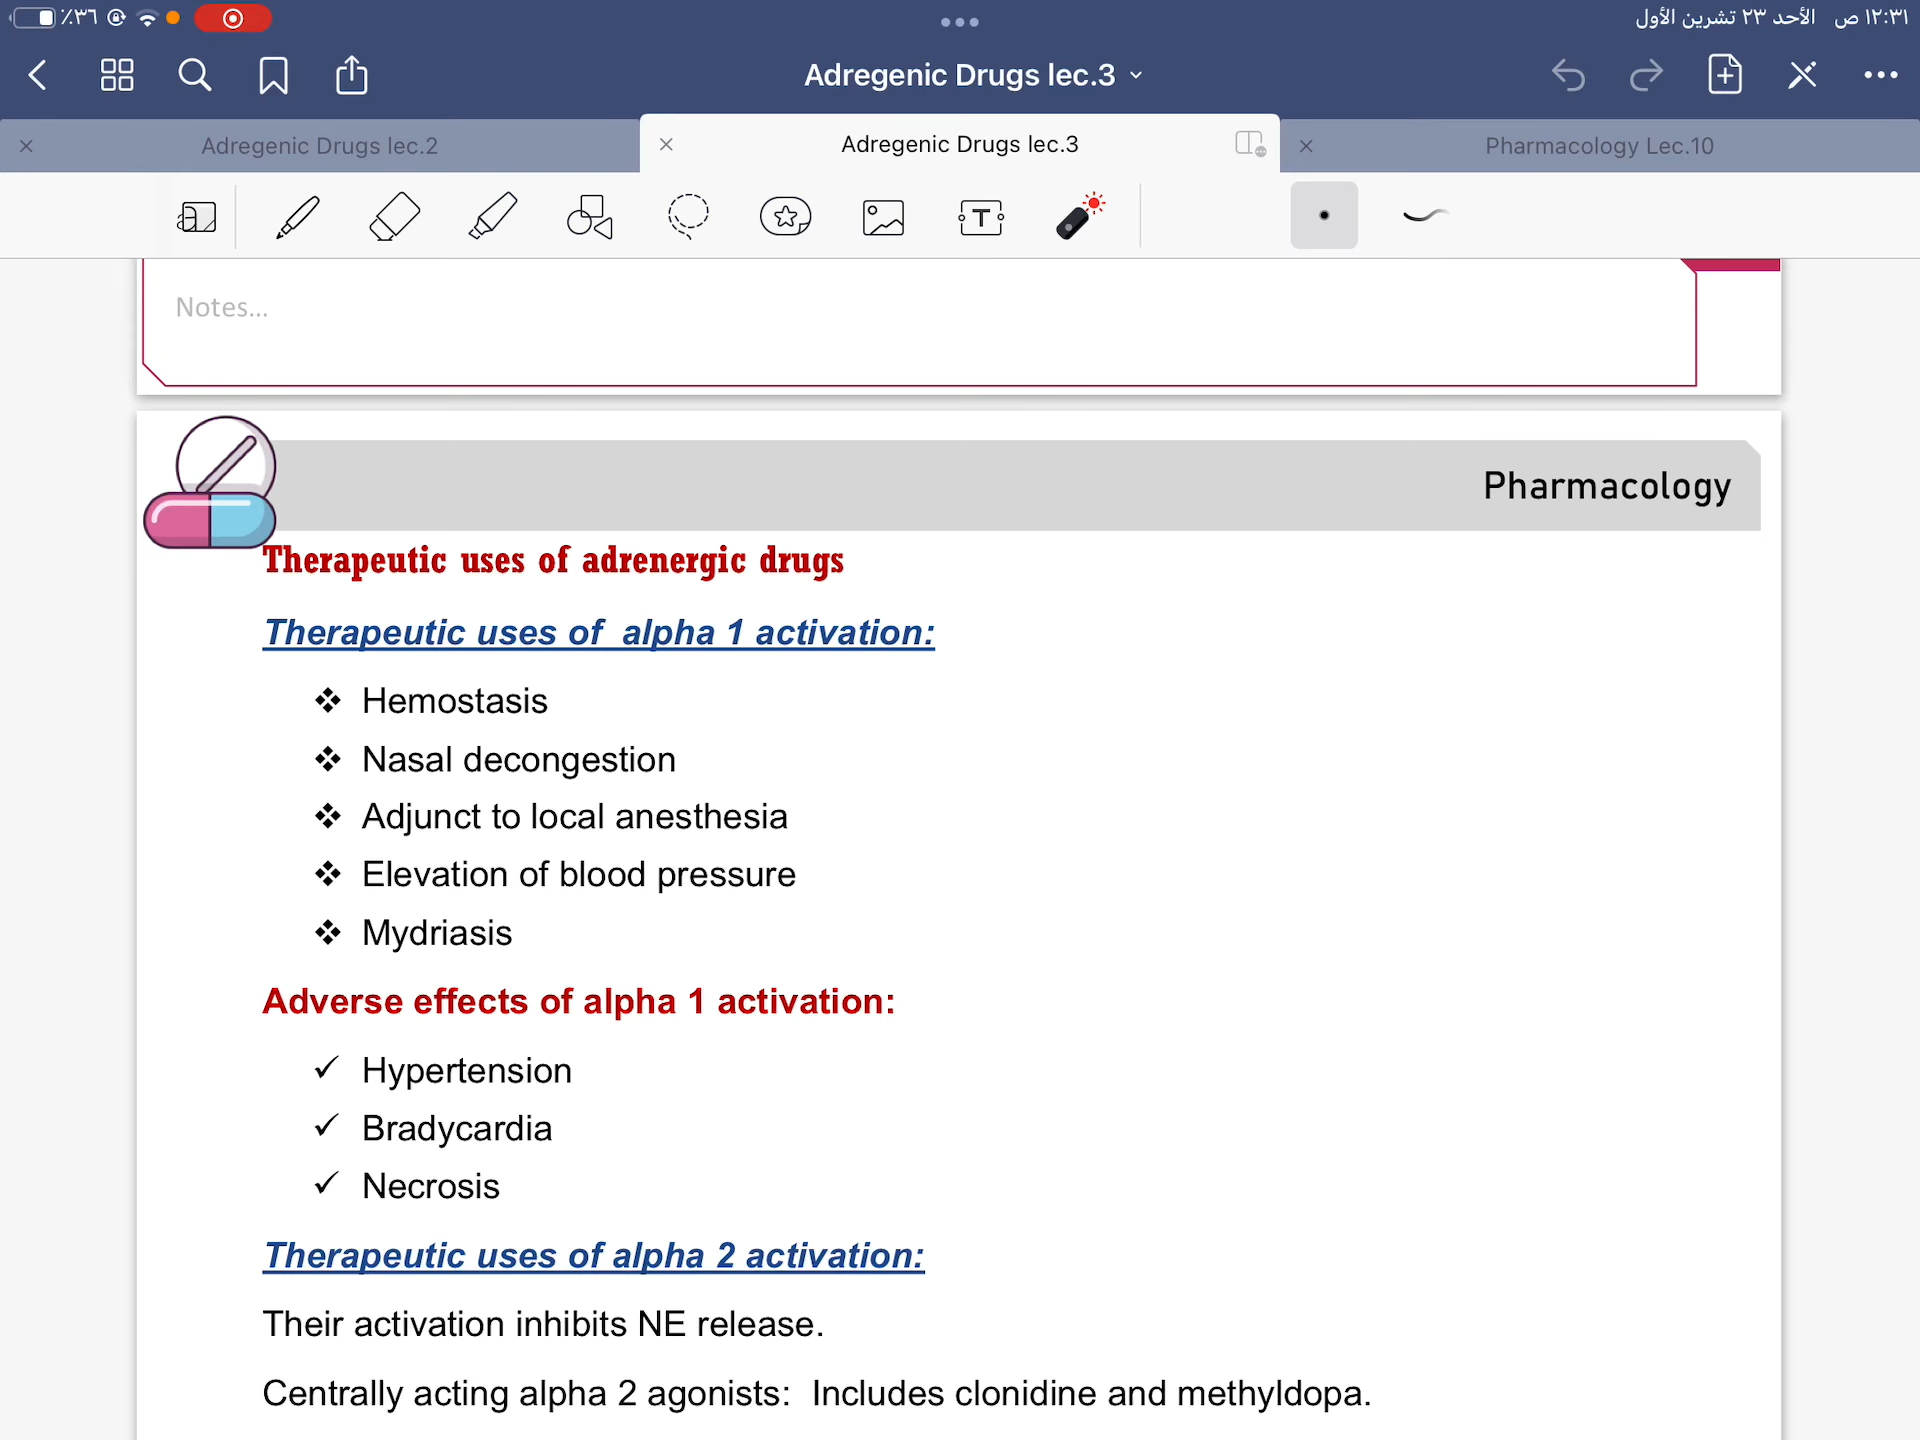 ٪٣٦
١٢:٣١ ص الأحد ٢٣ تشرين الأول
Adregenic Drugs lec.3
Adregenic Drugs lec.2
Adregenic Drugs lec.3
Pharmacology Lec.10
Notes...
Pharmacology
Therapeutic uses of adrenergic drugs
Therapeutic uses of alpha 1 activation:
❖ Hemostasis
❖ Nasal decongestion
❖ Adjunct to local anesthesia
❖ Elevation of blood pressure
❖ Mydriasis
Adverse effects of alpha 1 activation:
✓ Hypertension
✓ Bradycardia
✓ Necrosis
Therapeutic uses of alpha 2 activation:
Their activation inhibits NE release.
Centrally acting alpha 2 agonists: Includes clonidine and methyldopa.